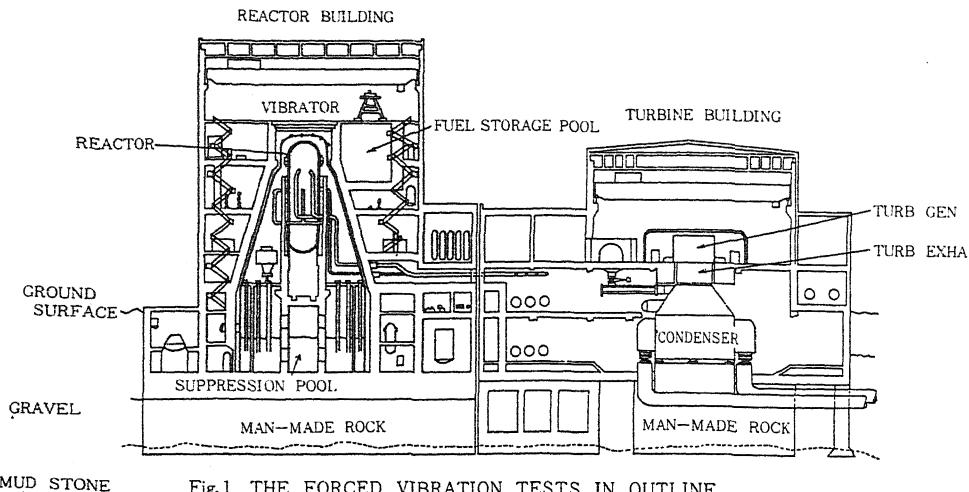 REACTOR BUILDING
VIBRATOR
FUEL STORAGE POOL
REACTOR
TURBINE BUILDING
TURB GEN
TURB EXHA
GROUND
SURFACE
CONDENSER
SUPPRESSION POOL
GRAVEL
MAN-MADE ROCK
MAN-MADE ROCK
MUD STONE
Fig.1 THE FORCED VIBRATION TESTS IN OUTLINE